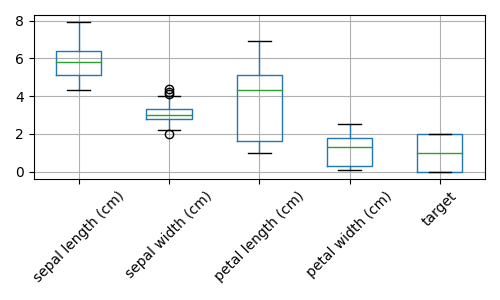 8
6
4
2
0
sepal length (cm)
sepal width (cm)
petal length (cm)
petal width (cm)
target